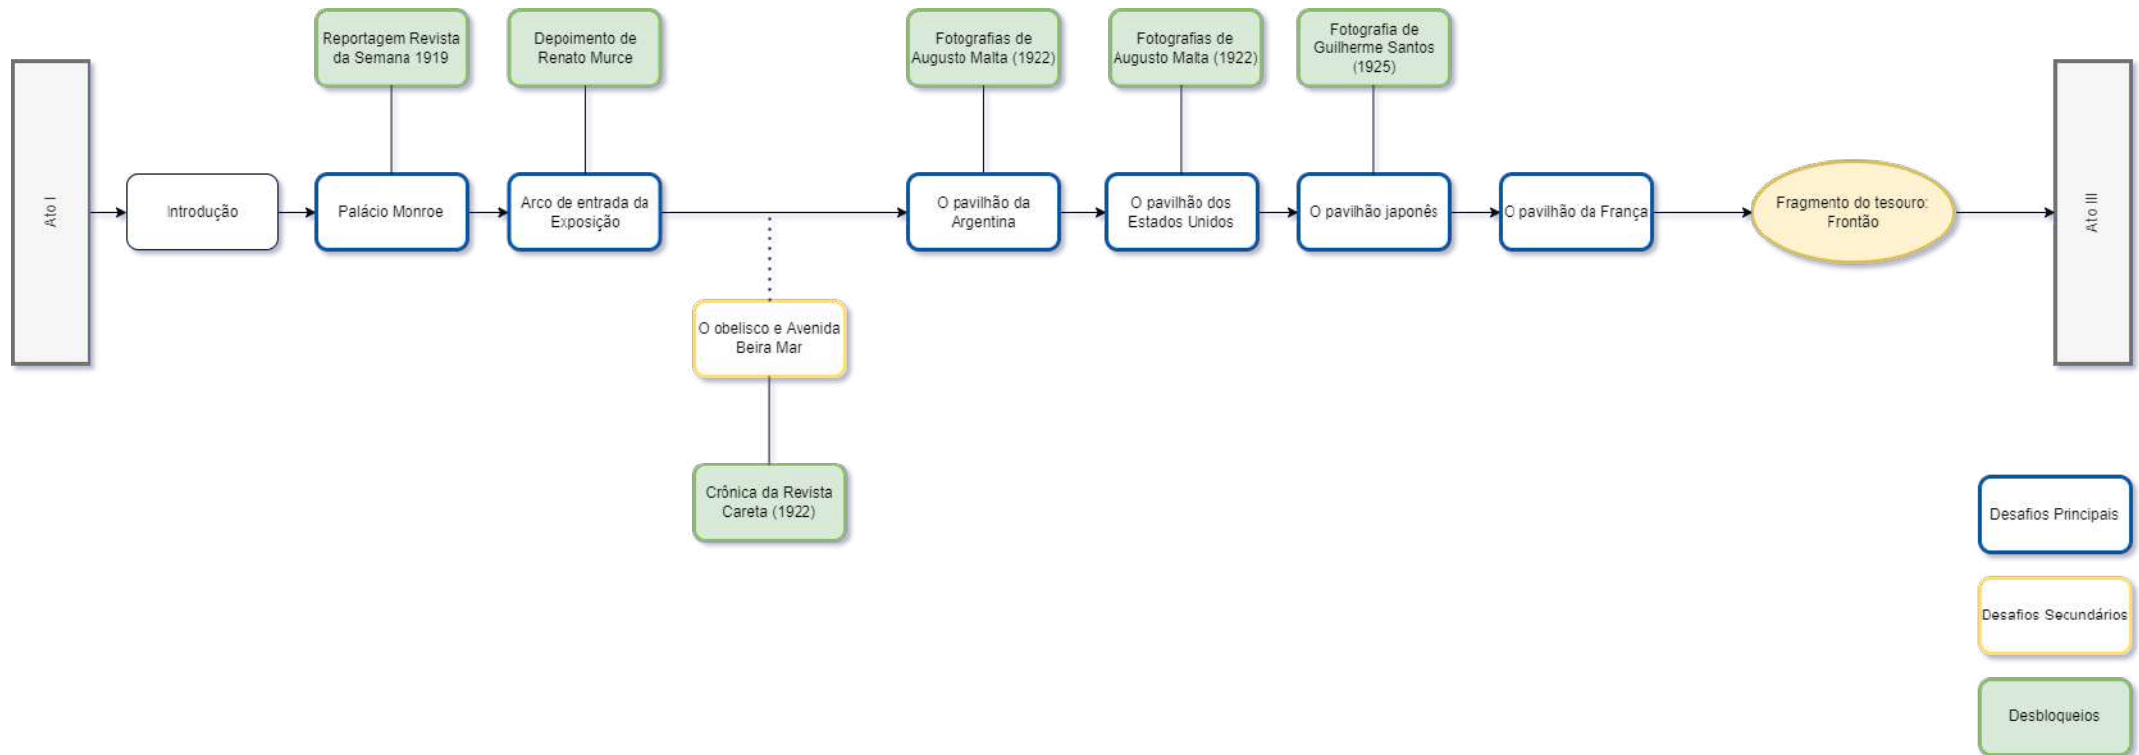 Reportagem Revista
da Semana 1919
Depoimento de
Renato Murce
Fotografias de
Augusto Malta (1922)
Fotografias de
Augusto Malta (1922)
Fotografia de
Guilherme Santos
(1925)
Ato I
Introdução
Palácio Monroe
Arco de entrada da
Exposição
O pavilhão da
Argentina
O pavilhão dos
Estados Unidos
O pavilhão japonês
O pavilhão da França
Fragmento do tesouro:
Frontão
Ato III
O obelisco e Avenida
Beira Mar
Crônica da Revista
Careta (1922)
Desafios Principais
Desafios Secundários
Desbloqueios